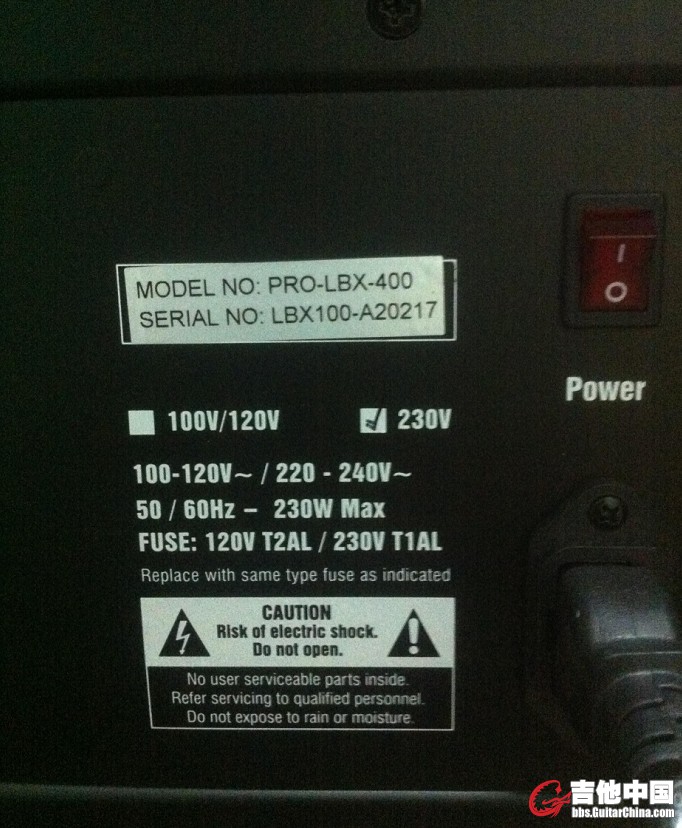 MODEL NO: PRO-LBX-400
SERIAL NO: LBX100-A20217
I
O
Power
100V/120V
230V
100-120V~ / 220 - 240V~
50 / 60Hz – 230W Max
FUSE: 120V T2AL / 230V T1AL
Replace with same type fuse as indicated
CAUTION
Risk of electric shock.
Do not open.
No user serviceable parts inside.
Refer servicing to qualified personnel.
Do not expose to rain or moisture.
吉他中国
bbs.GuitarChina.com